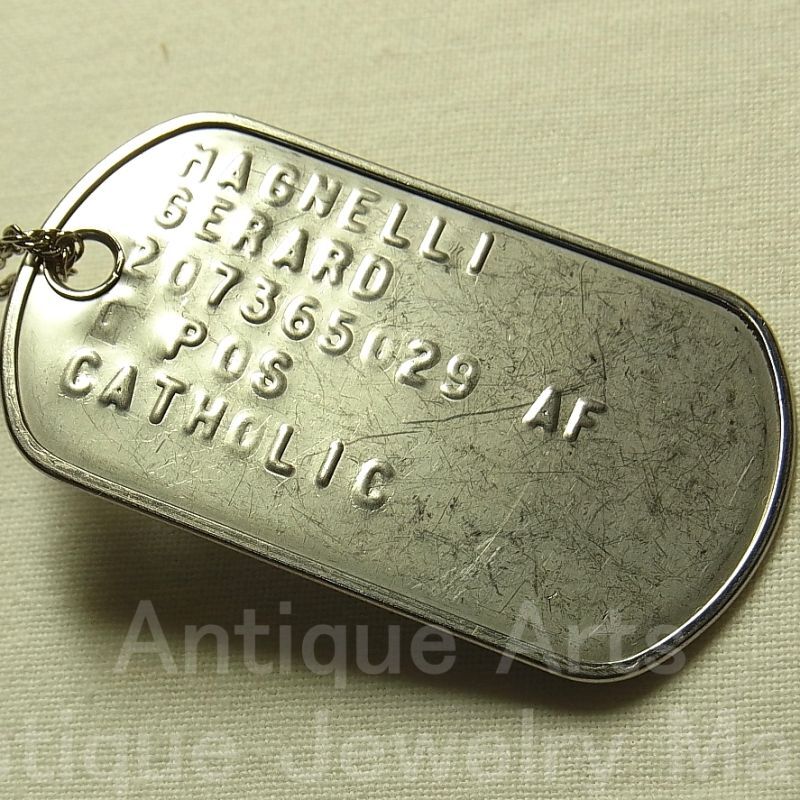 MAGNELLI
GERARD
207365029 AF
POS
CATHOLIC
Antique Arts
Jewelry